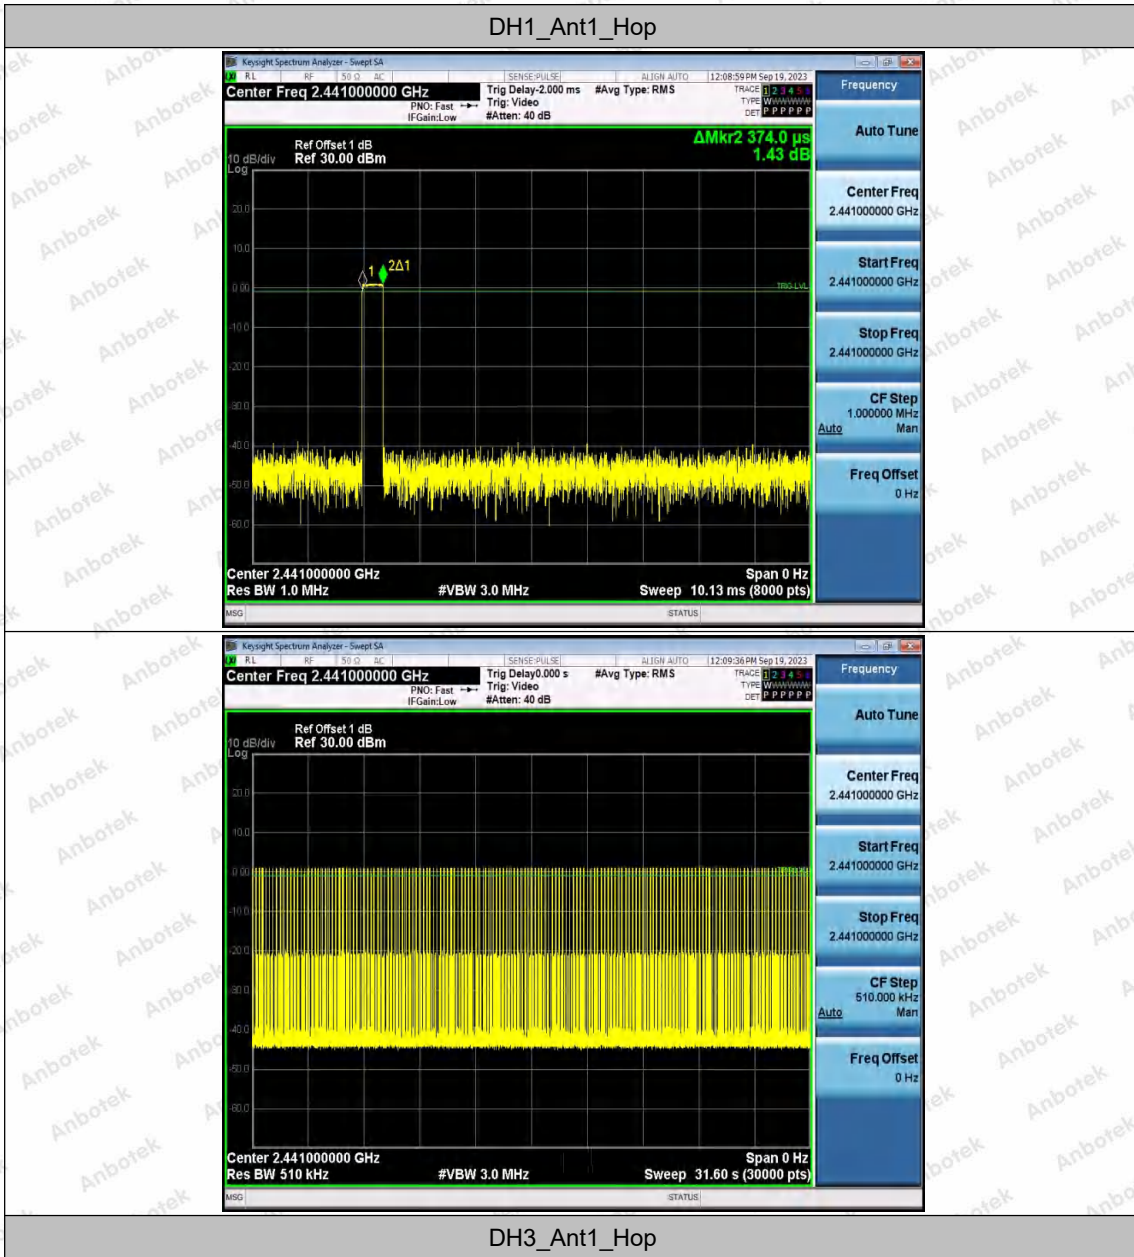 DH1_Ant1_Hop
Keysight Spectrum Analyzer - Swept SA
RL RF 50 Ω AC SENSE:PULSE ALIGN AUTO 12:08:59 PM Sep 19, 2023
Center Freq 2.441000000 GHz
PNO: Fast
IFGain:Low
Trig Delay-2.000 ms
Trig: Video
#Atten: 40 dB
#Avg Type: RMS
TRACE 1 2 3 4 5 6
TYPE W
DET P P P P P P
Frequency
ΔMkr2 374.0 µs
1.43 dB
Ref Offset 1 dB
10 dB/div Ref 30.00 dBm
Log
20.0
10.0
0.00
-10.0
-20.0
-30.0
-40.0
-50.0
-60.0
1
2Δ1
TRIG LVL
Center 2.441000000 GHz Span 0 Hz
Res BW 1.0 MHz #VBW 3.0 MHz Sweep 10.13 ms (8000 pts)
MSG STATUS
Auto Tune
Center Freq
2.441000000 GHz
Start Freq
2.441000000 GHz
Stop Freq
2.441000000 GHz
CF Step
1.000000 MHz
Auto Man
Freq Offset
0 Hz
Keysight Spectrum Analyzer - Swept SA
RL RF 50 Ω AC SENSE:PULSE ALIGN AUTO 12:09:36 PM Sep 19, 2023
Center Freq 2.441000000 GHz
PNO: Fast
IFGain:Low
Trig Delay0.000 s
Trig: Video
#Atten: 40 dB
#Avg Type: RMS
TRACE 1 2 3 4 5 6
TYPE W
DET P P P P P P
Frequency
Ref Offset 1 dB
10 dB/div Ref 30.00 dBm
Log
20.0
10.0
0.00
-10.0
-20.0
-30.0
-40.0
-50.0
-60.0
Center 2.441000000 GHz Span 0 Hz
Res BW 510 kHz #VBW 3.0 MHz Sweep 31.60 s (30000 pts)
MSG STATUS
Auto Tune
Center Freq
2.441000000 GHz
Start Freq
2.441000000 GHz
Stop Freq
2.441000000 GHz
CF Step
510.000 kHz
Auto Man
Freq Offset
0 Hz
DH3_Ant1_Hop
Anbotek